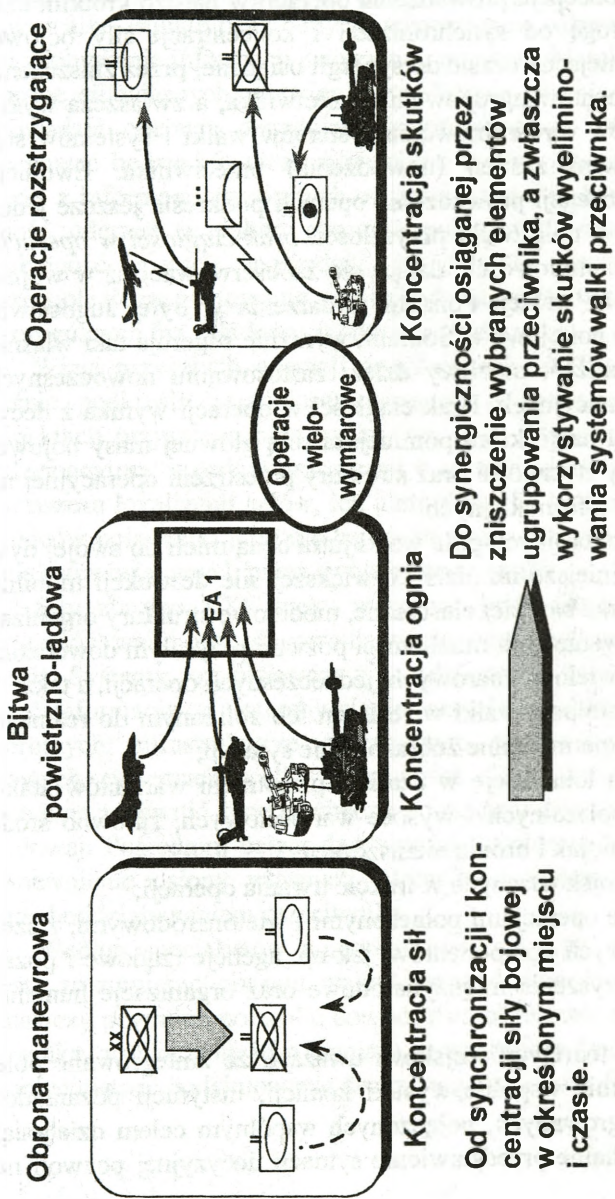 Obrona manewrowa
xx
Koncentracja sił
Bitwa
powietrzno-lądowa
EA 1
Koncentracja ognia
Operacje
wielo-
wymiarowe
Operacje rozstrzygające
...
Koncentracja skutków
Od synchronizacji kon-
centracji siły bojowej
w określonym miejscu
i czasie.
Do synergiczność osiąganej przez
zniszczenie wybranych elementów
ugrupowania przeciwnika, a zwłaszcza
wykorzystywanie skutków wyelimino-
wania systemów walki przeciwnika.